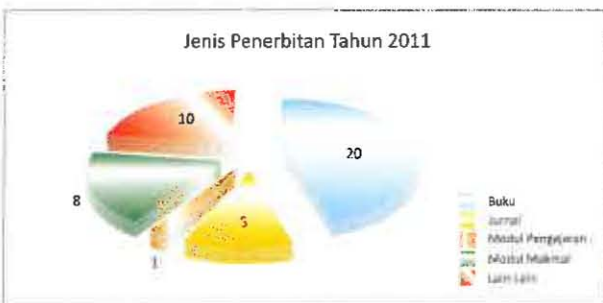 Jenis Penerbitan Tahun 2011
10
20
8
5
1
Buku
Jurnal
Modul Pengajaran
Modul Makmal
Lain-Lain